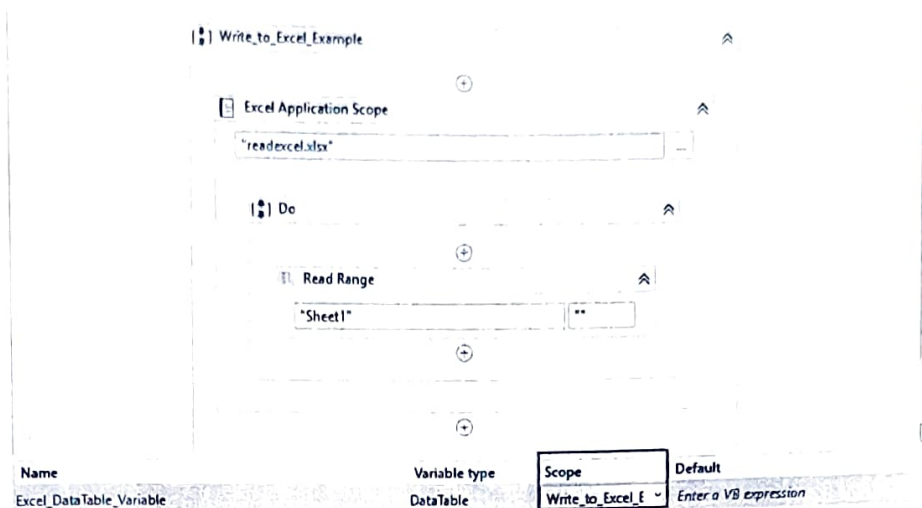 Write_to_Excel_Example
Excel Application Scope
"readexcel.xlsx"
...
Do
Read Range
"Sheet1"
""
Name Variable type Scope Default
Excel_DataTable_Variable DataTable Write_to_Excel_E Enter a VB expression